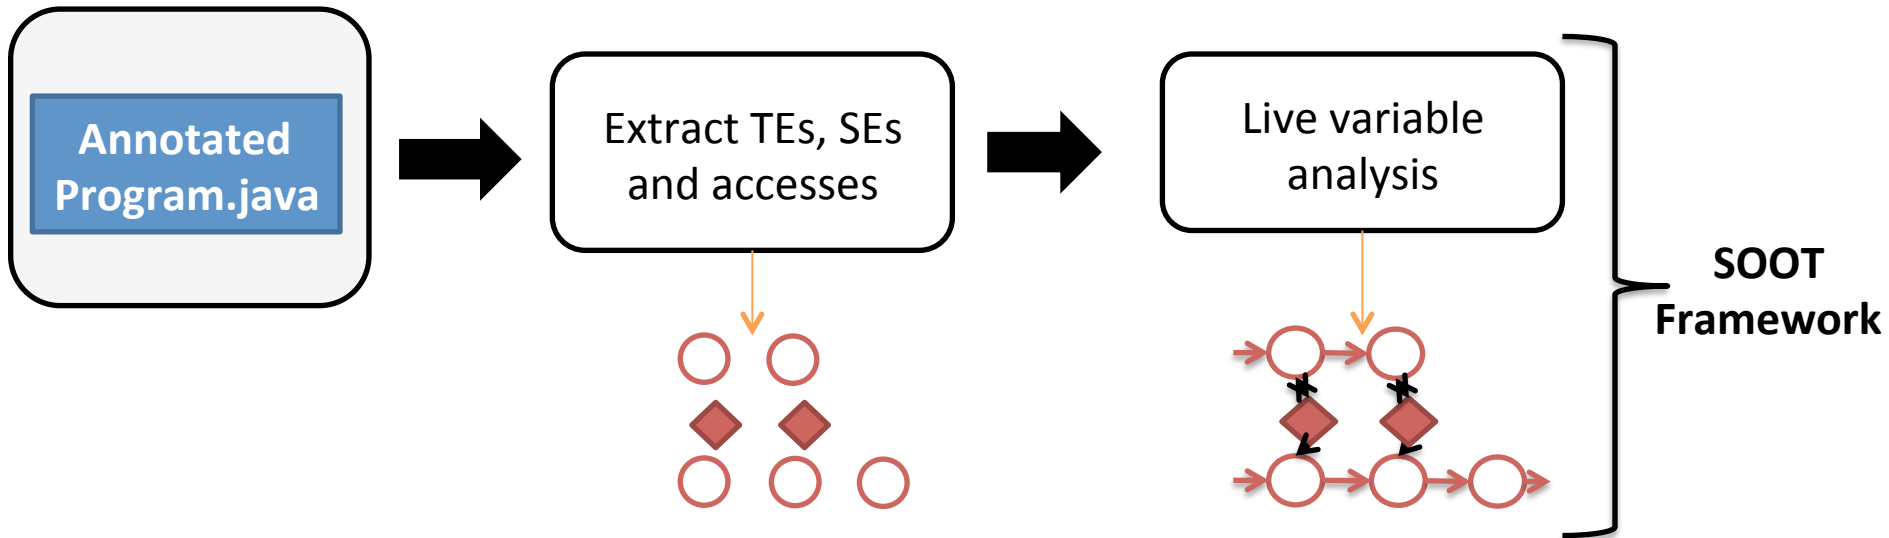 Annotated
Program.java
Extract TEs, SEs
and accesses
Live variable
analysis
SOOT
Framework